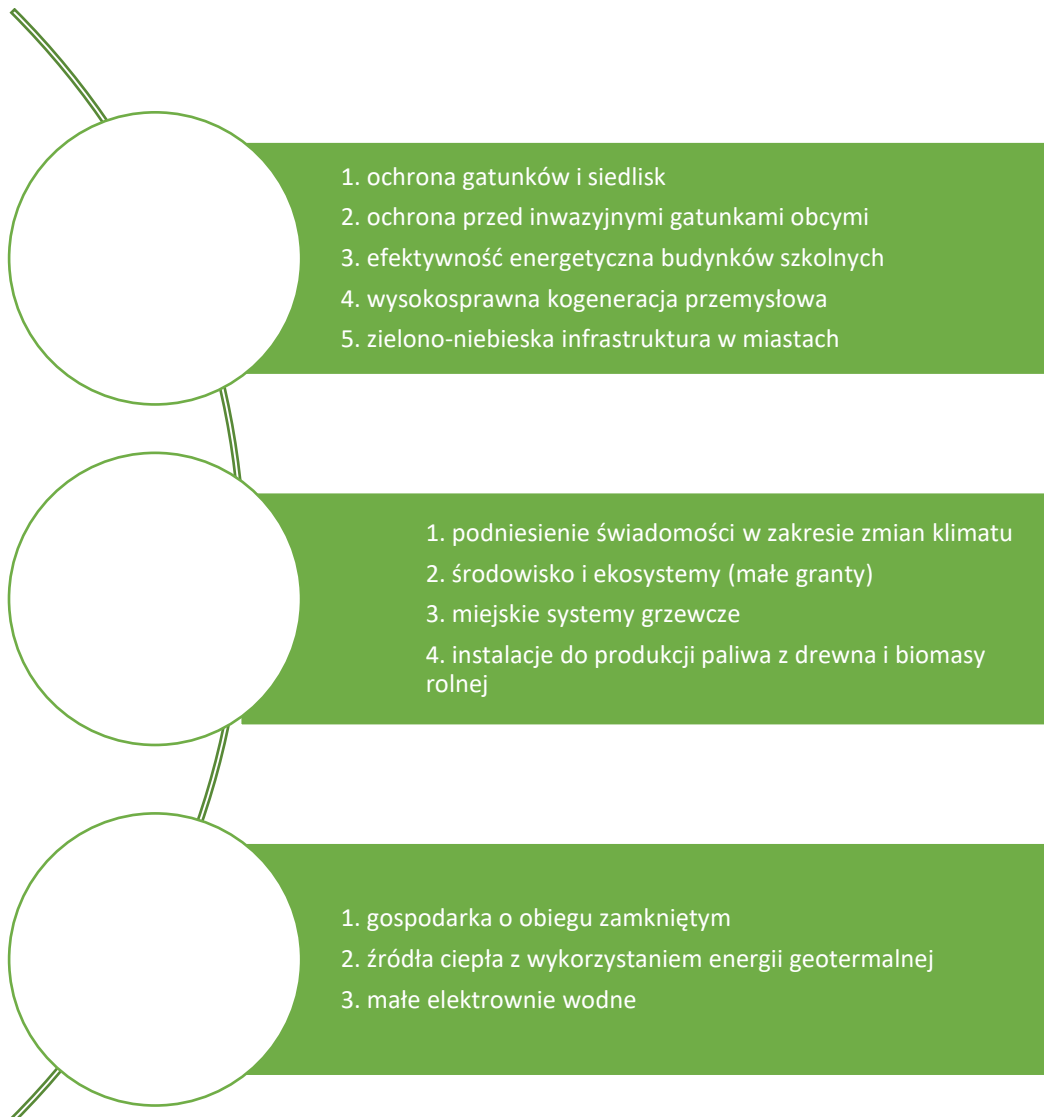 1. ochrona gatunków i siedlisk
2. ochrona przed inwazyjnymi gatunkami obcymi
3. efektywność energetyczna budynków szkolnych
4. wysokosprawna kogeneracja przemysłowa
5. zielono-niebieska infrastruktura w miastach
1. podniesienie świadomości w zakresie zmian klimatu
2. środowisko i ekosystemy (małe granty)
3. miejskie systemy grzewcze
4. instalacje do produkcji paliwa z drewna i biomasy
rolnej
1. gospodarka o obiegu zamkniętym
2. źródła ciepła z wykorzystaniem energii geotermalnej
3. małe elektrownie wodne